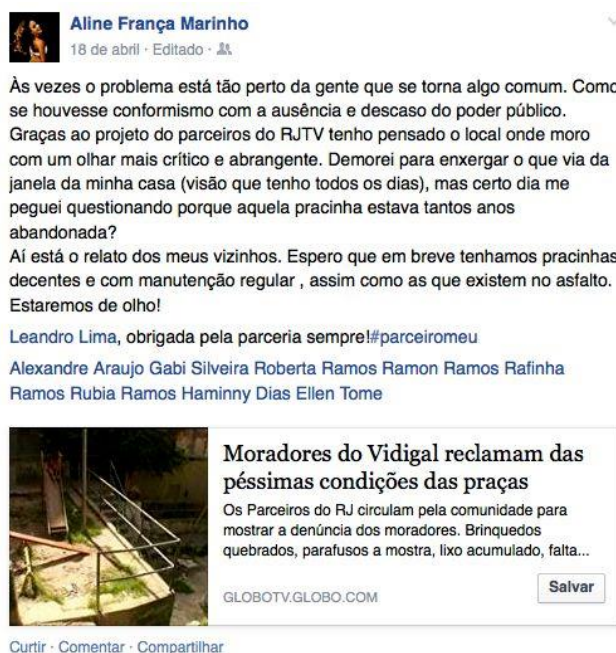 Aline França Marinho
18 de abril · Editado ·
Às vezes o problema está tão perto da gente que se torna algo comum. Como
se houvesse conformismo com a ausência e descaso do poder público.
Graças ao projeto do parceiros do RJTV tenho pensado o local onde moro
com um olhar mais crítico e abrangente. Demorei para enxergar o que via da
janela da minha casa (visão que tenho todos os dias), mas certo dia me
peguei questionando porque aquela pracinha estava tantos anos
abandonada?
Aí está o relato dos meus vizinhos. Espero que em breve tenhamos pracinhas
decentes e com manutenção regular , assim como as que existem no asfalto.
Estaremos de olho!
Leandro Lima, obrigada pela parceria sempre!#parceiromeu
Alexandre Araujo Gabi Silveira Roberta Ramos Ramon Ramos Rafinha
Ramos Rubia Ramos Haminny Dias Ellen Tome
Moradores do Vidigal reclamam das
péssimas condições das praças
Os Parceiros do RJ circulam pela comunidade para
mostrar a denúncia dos moradores. Brinquedos
quebrados, parafusos a mostra, lixo acumulado, falta...
GLOBOTV.GLOBO.COM
Salvar
Curtir · Comentar · Compartilhar